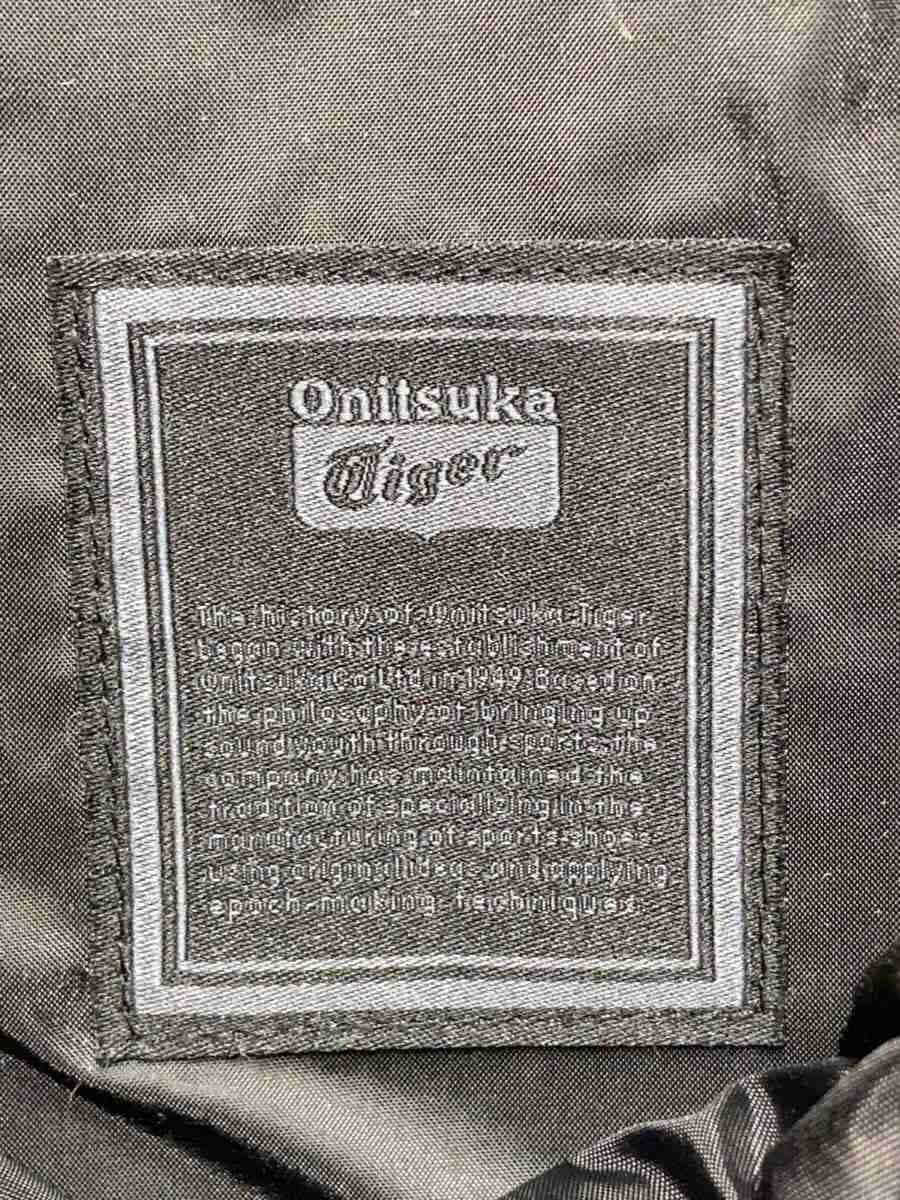 Onitsuka
Tiger
The history of Onitsuka Tiger
began with the establishment of
Onitsuka Co Ltd in 1949. Based on
the philosophy of bringing up
sound youth through sports, the
company has maintained the
tradition of specializing in the
manufacturing of sports shoes
using original ideas and applying
epoch-making techniques.